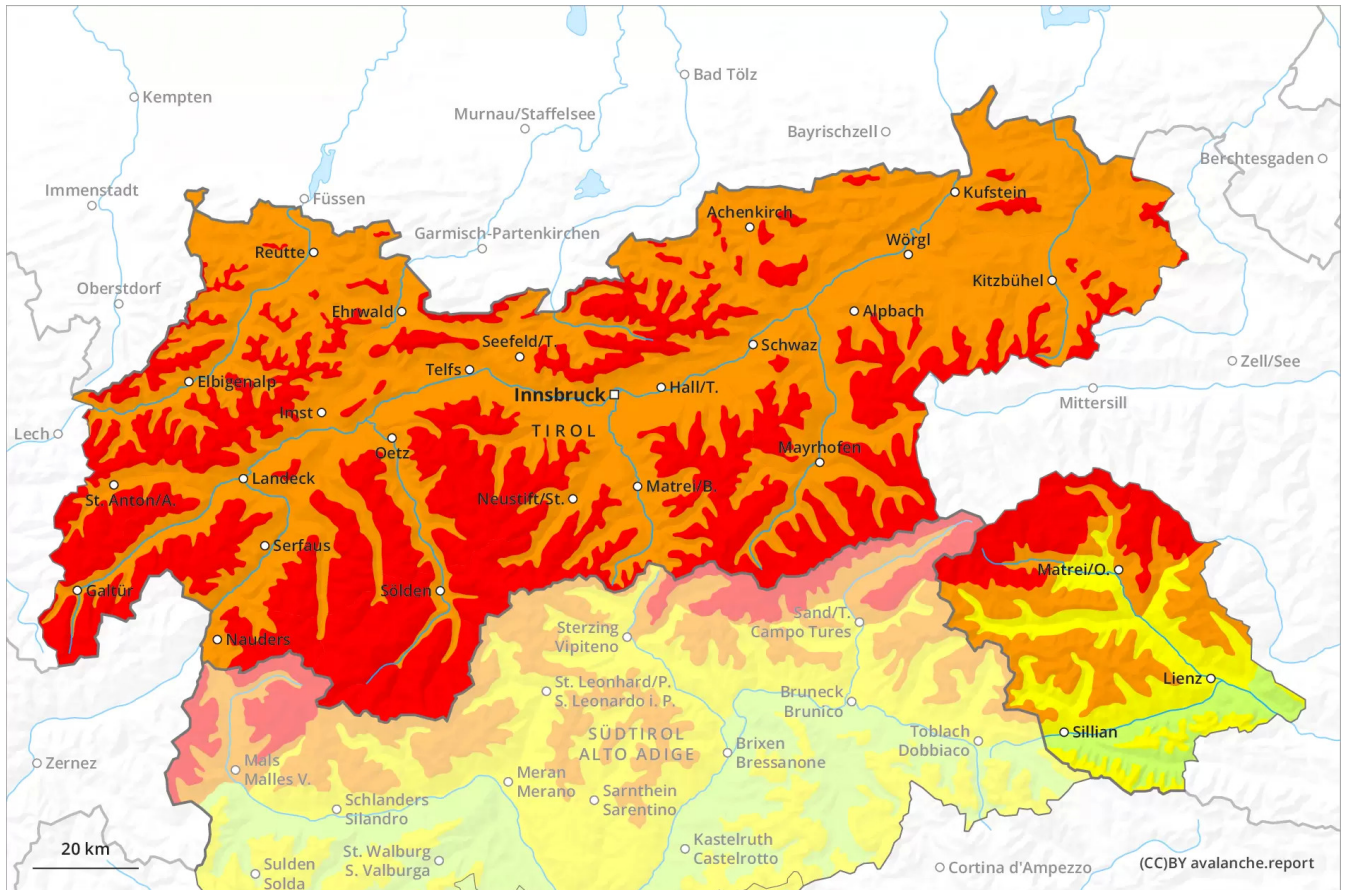 Bad Tölz
Kempten
Murnau/Staffelsee
Bayrischzell
Berchtesgaden
Immenstadt
Füssen
Kufstein
Achenkirch
Garmisch-Partenkirchen
Wörgl
Reutte
Oberstdorf
Kitzbühel
Ehrwald
Alpbach
Seefeld/T.
Schwaz
Zell/See
Telfs
Elbigenalp
Hall/T.
Innsbruck
Mittersill
Imst
TIROL
Lech
Oetz
Mayrhofen
Landeck
St. Anton/A.
Neustift/St.
Matrei/B.
Serfaus
Matrei/O.
Galtür
Sölden
Sand/T.
Campo Tures
Sterzing
Vipiteno
Nauders
Lienz
St. Leonhard/P.
S. Leonardo i. P.
Bruneck
Brunico
SÜDTIROL
ALTO ADIGE
Toblach
Dobbiaco
Sillian
Brixen
Bressanone
Zernez
Mals
Malles V.
Meran
Merano
Schlanders
Silandro
Sarnthein
Sarentino
Kastelruth
Castelrotto
20 km
St. Walburg
S. Valburga
Sulden
Solda
Cortina d'Ampezzo
(CC)BY avalanche.report